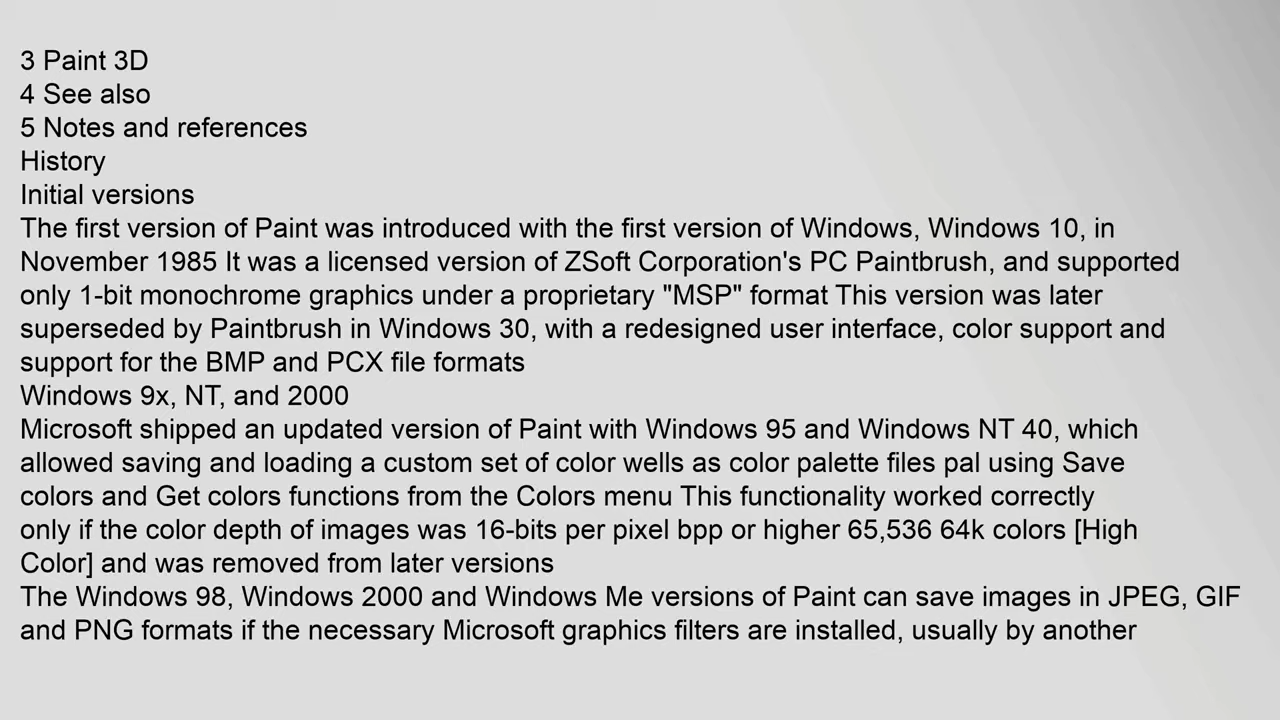 3 Paint 3D
4 See also
5 Notes and references
History
Initial versions
The first version of Paint was introduced with the first version of Windows, Windows 10, in
November 1985 It was a licensed version of ZSoft Corporation's PC Paintbrush, and supported
only 1-bit monochrome graphics under a proprietary "MSP" format This version was later
superseded by Paintbrush in Windows 30, with a redesigned user interface, color support and
support for the BMP and PCX file formats
Windows 9x, NT, and 2000
Microsoft shipped an updated version of Paint with Windows 95 and Windows NT 40, which
allowed saving and loading a custom set of color wells as color palette files pal using Save
colors and Get colors functions from the Colors menu This functionality worked correctly
only if the color depth of images was 16-bits per pixel bpp or higher 65,536 64k colors [High
Color] and was removed from later versions
The Windows 98, Windows 2000 and Windows Me versions of Paint can save images in JPEG, GIF
and PNG formats if the necessary Microsoft graphics filters are installed, usually by another